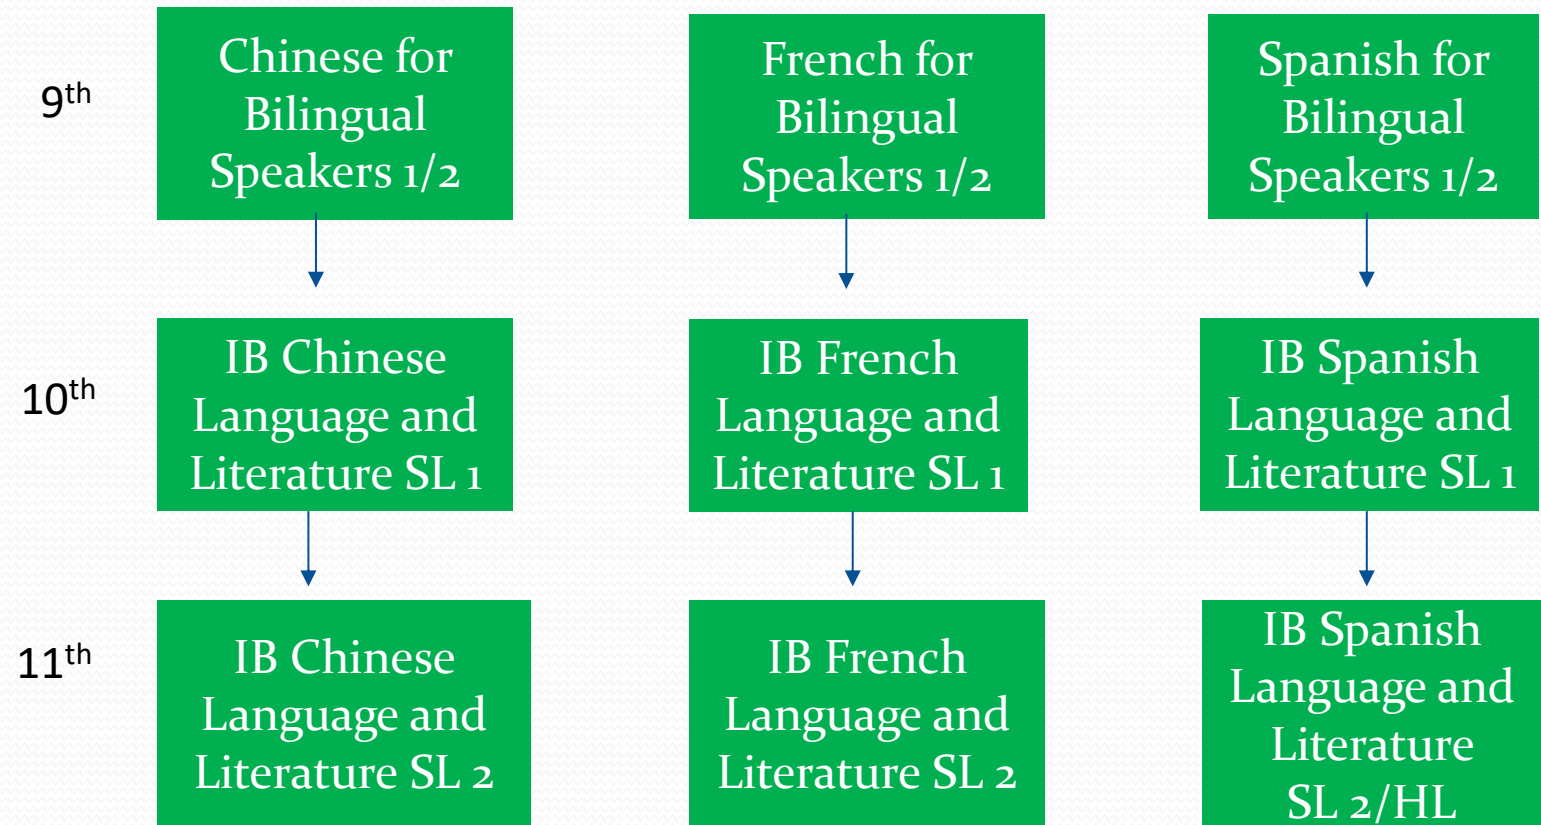 9th
Chinese for
Bilingual
Speakers 1/2
French for
Bilingual
Speakers 1/2
Spanish for
Bilingual
Speakers 1/2
10th
IB Chinese
Language and
Literature SL 1
IB French
Language and
Literature SL 1
IB Spanish
Language and
Literature SL 1
11th
IB Chinese
Language and
Literature SL 2
IB French
Language and
Literature SL 2
IB Spanish
Language and
Literature
SL 2/HL